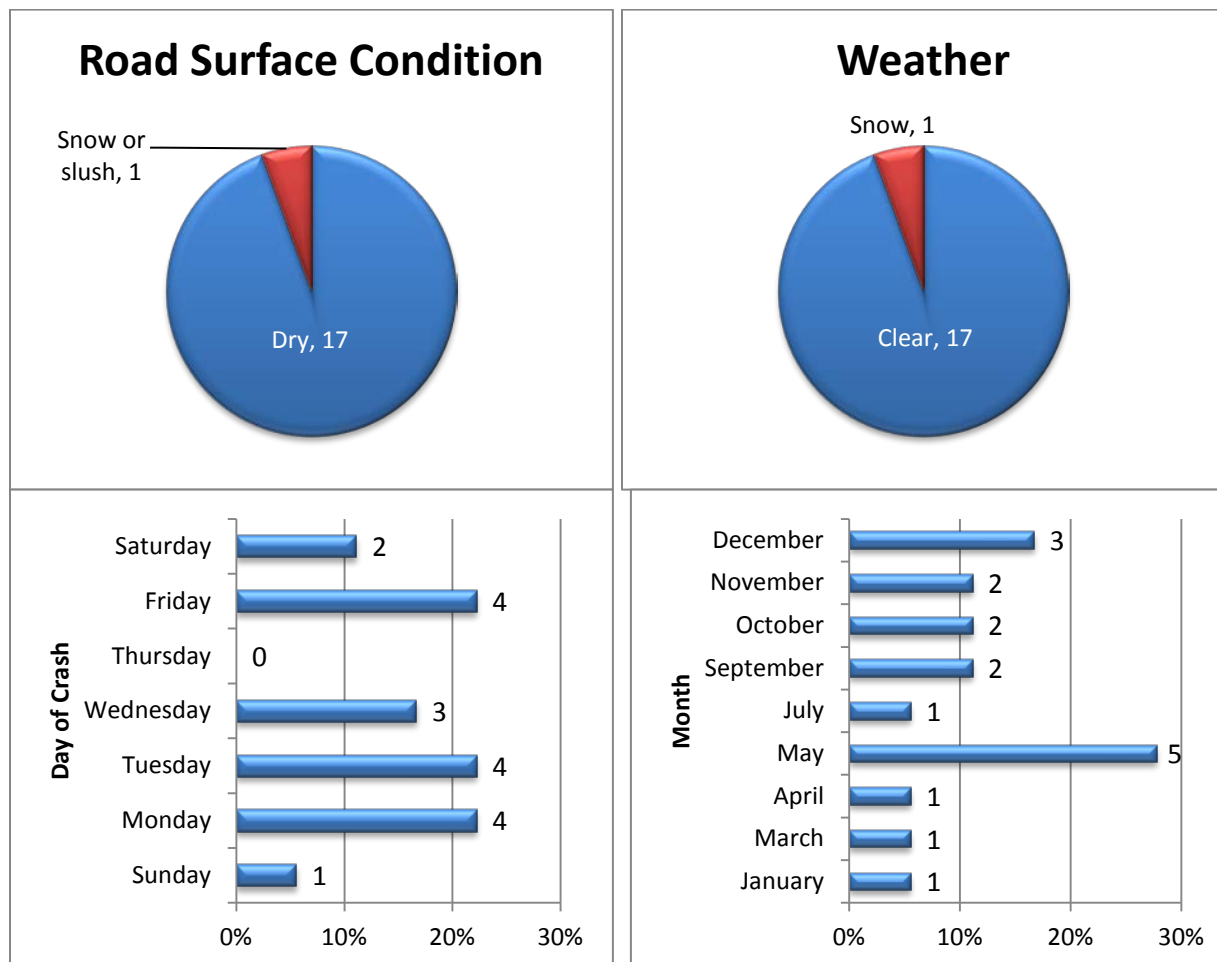 Road Surface Condition
Snow or
slush, 1
Dry, 17
Weather
Snow, 1
Clear, 17
Day of Crash
Saturday 2
Friday 4
Thursday 0
Wednesday 3
Tuesday 4
Monday 4
Sunday 1
0% 10% 20% 30%
Month
December 3
November 2
October 2
September 2
July 1
May 5
April 1
March 1
January 1
0% 10% 20% 30%